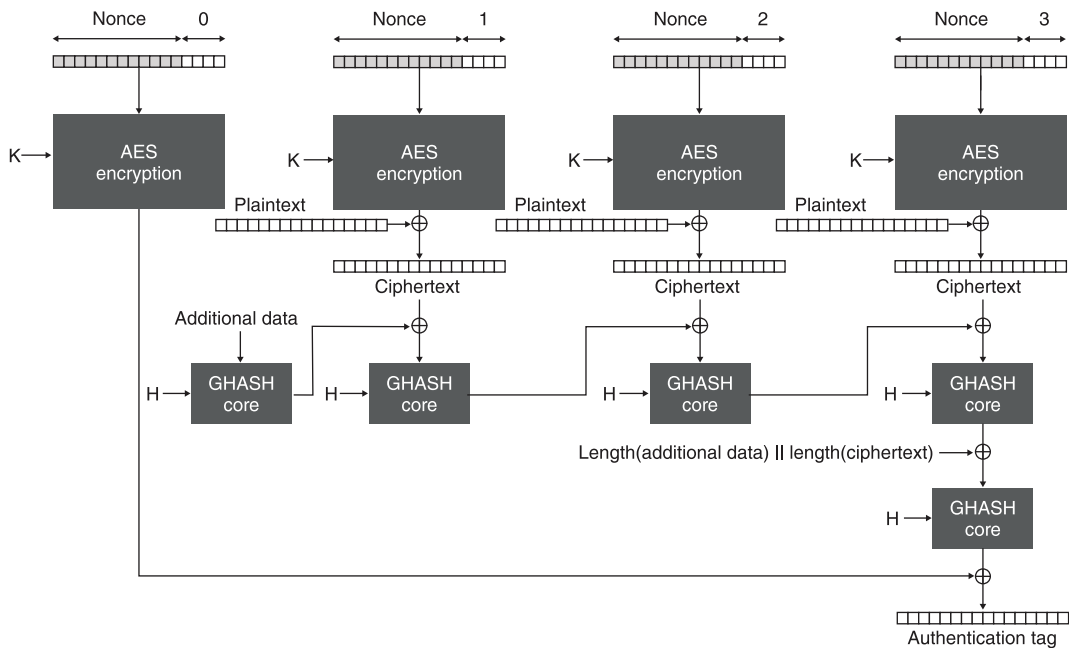 Nonce 0 Nonce 1 Nonce 2 Nonce 3
K AES encryption K AES encryption K AES encryption K AES encryption
Plaintext Plaintext Plaintext
Ciphertext Ciphertext Ciphertext
Additional data
H GHASH core H GHASH core H GHASH core H GHASH core
Length(additional data) || length(ciphertext)
H GHASH core
Authentication tag